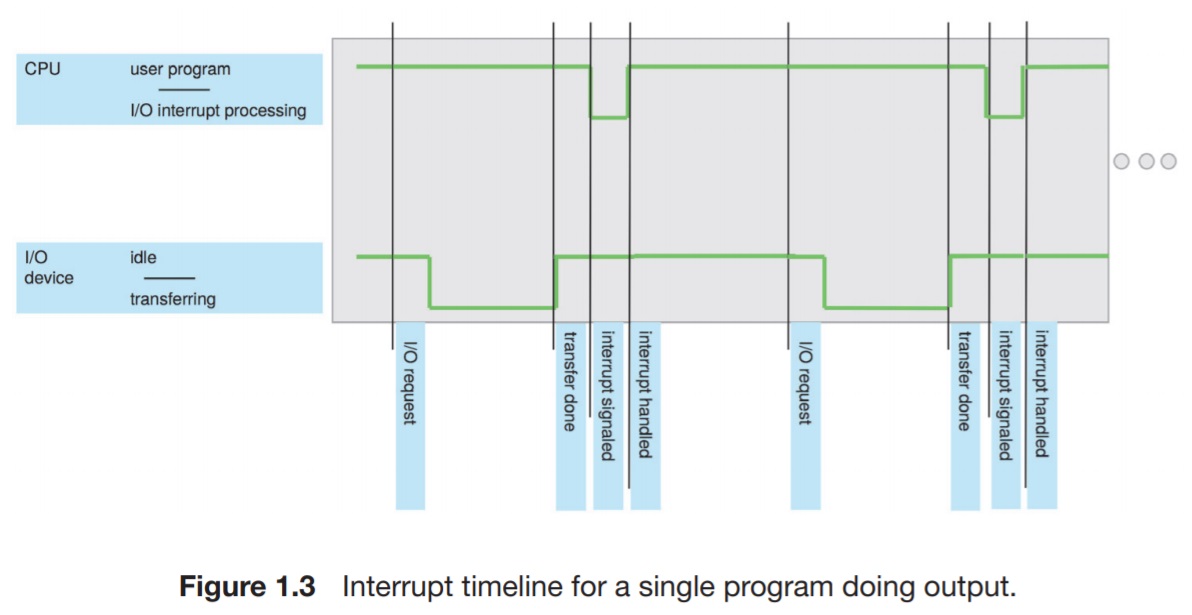 CPU
user program
I/O interrupt processing
I/O
device
idle
transferring
I/O request
transfer done
interrupt signaled
interrupt handled
I/O request
transfer done
interrupt signaled
interrupt handled
Figure 1.3 Interrupt timeline for a single program doing output.